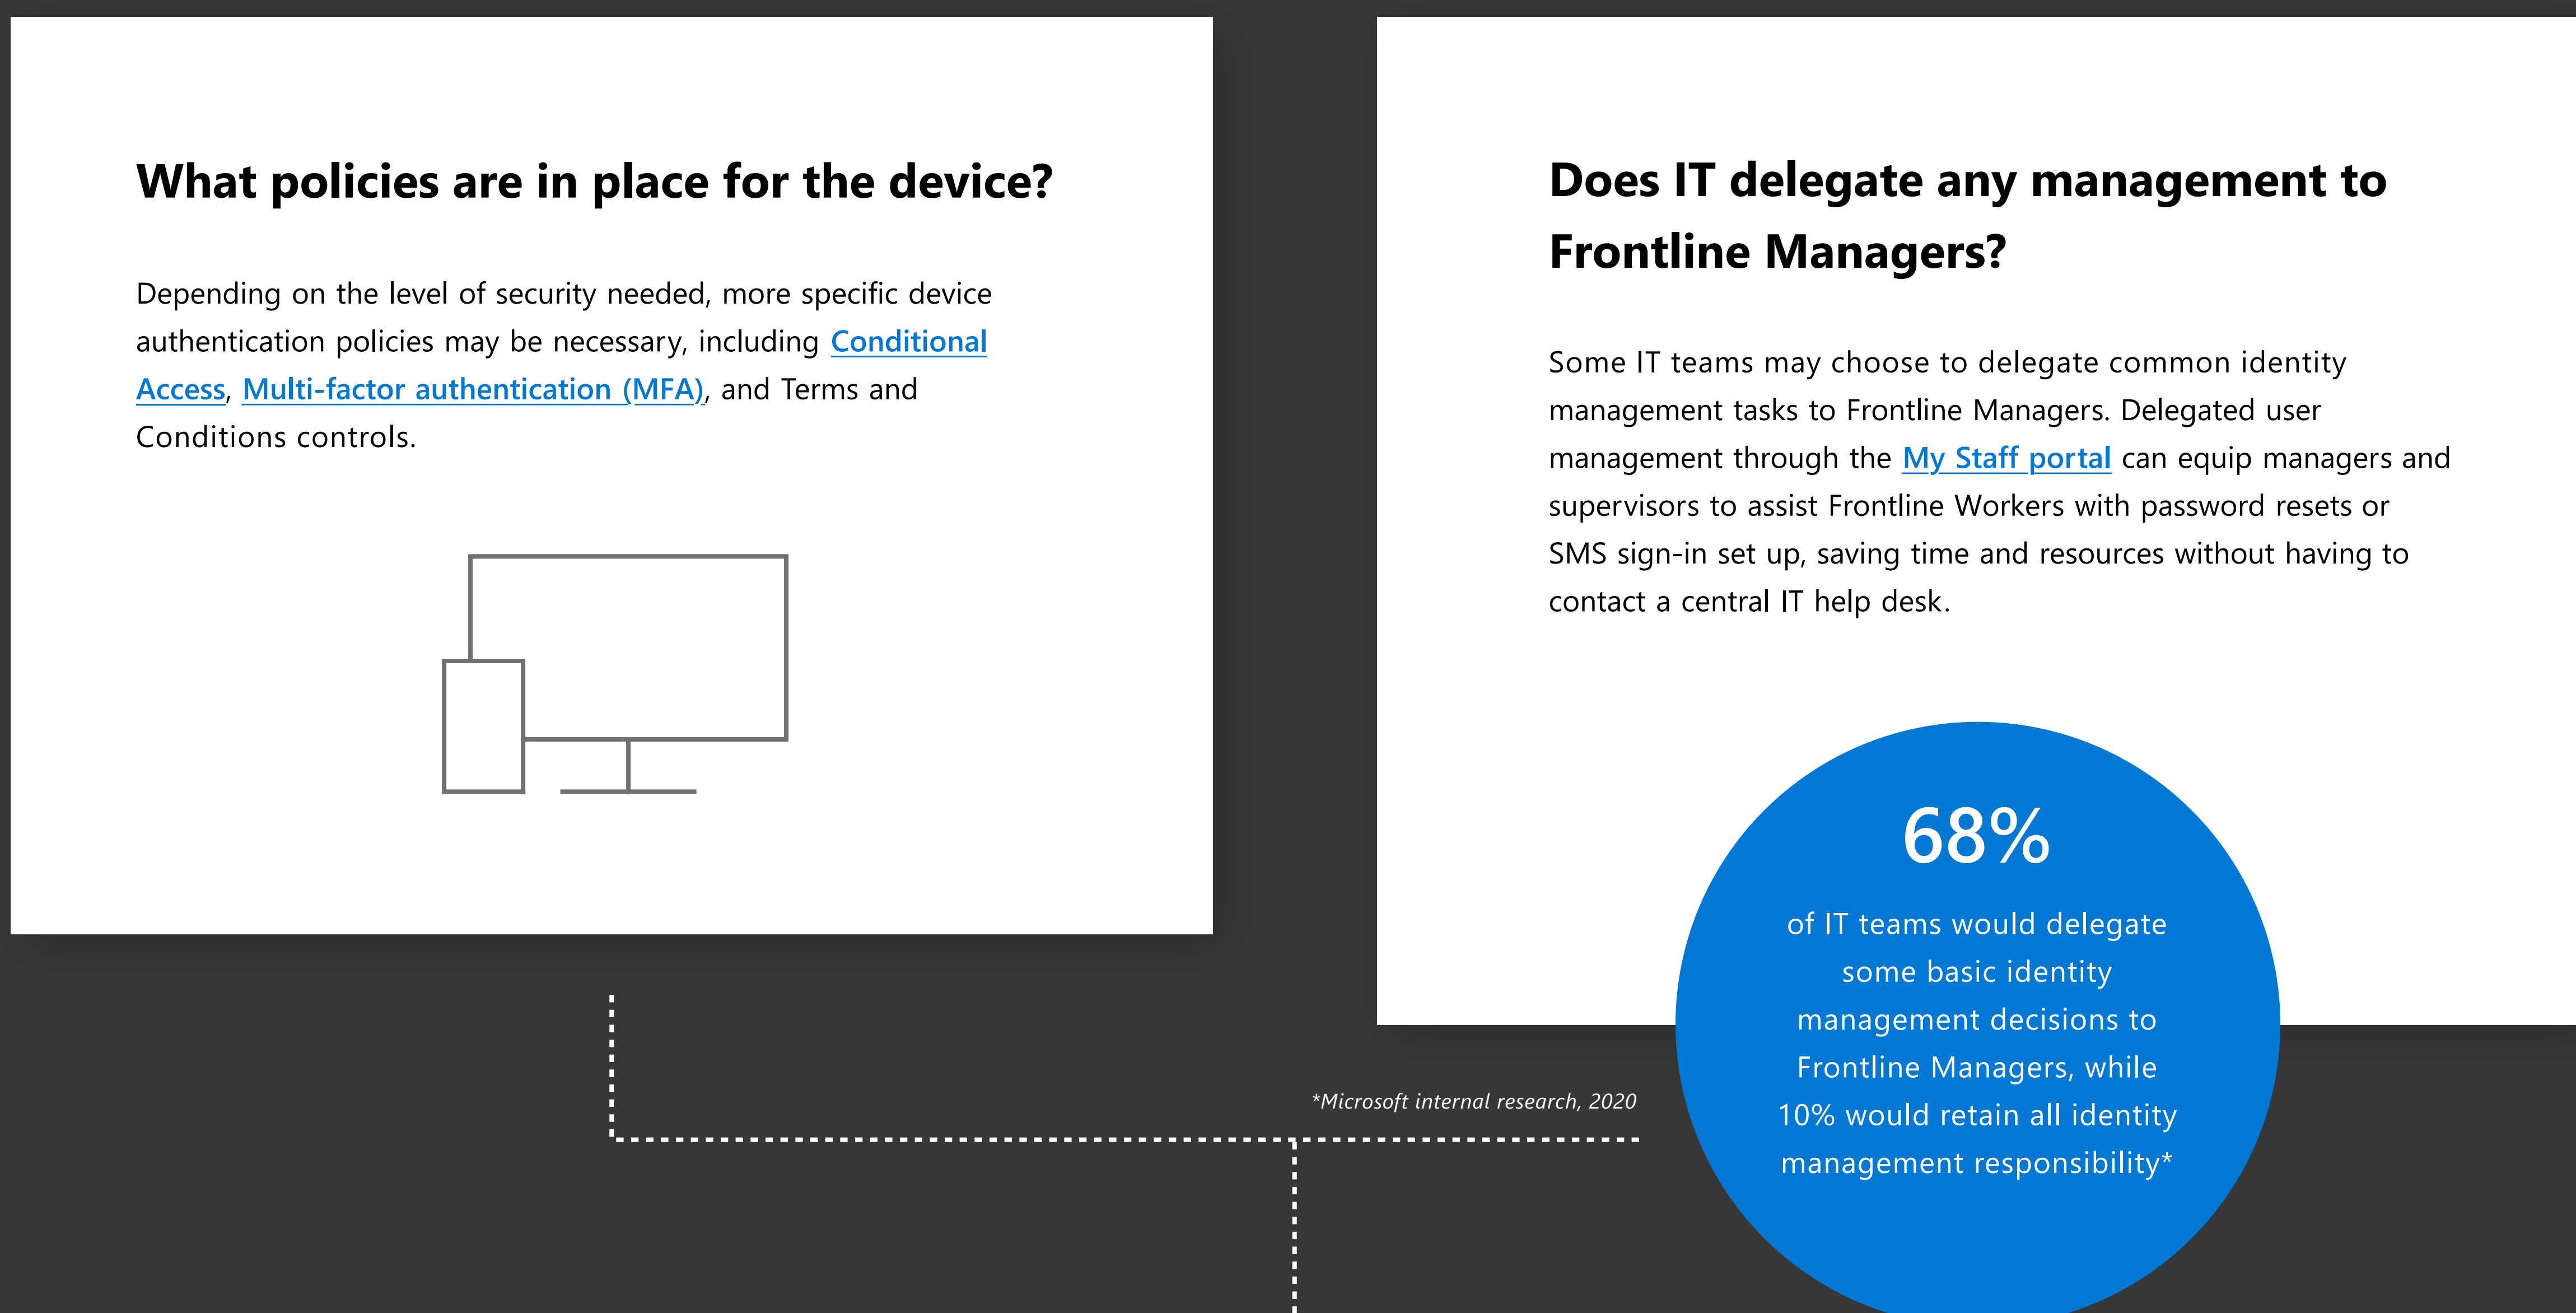 What policies are in place for the device?
Depending on the level of security needed, more specific device
authentication policies may be necessary, including Conditional
Access, Multi-factor authentication (MFA), and Terms and
Conditions controls.
Does IT delegate any management to
Frontline Managers?
Some IT teams may choose to delegate common identity
management tasks to Frontline Managers. Delegated user
management through the My Staff portal can equip managers and
supervisors to assist Frontline Workers with password resets or
SMS sign-in set up, saving time and resources without having to
contact a central IT help desk.
68%
of IT teams would delegate
some basic identity
management decisions to
Frontline Managers, while
10% would retain all identity
management responsibility*
*Microsoft internal research, 2020